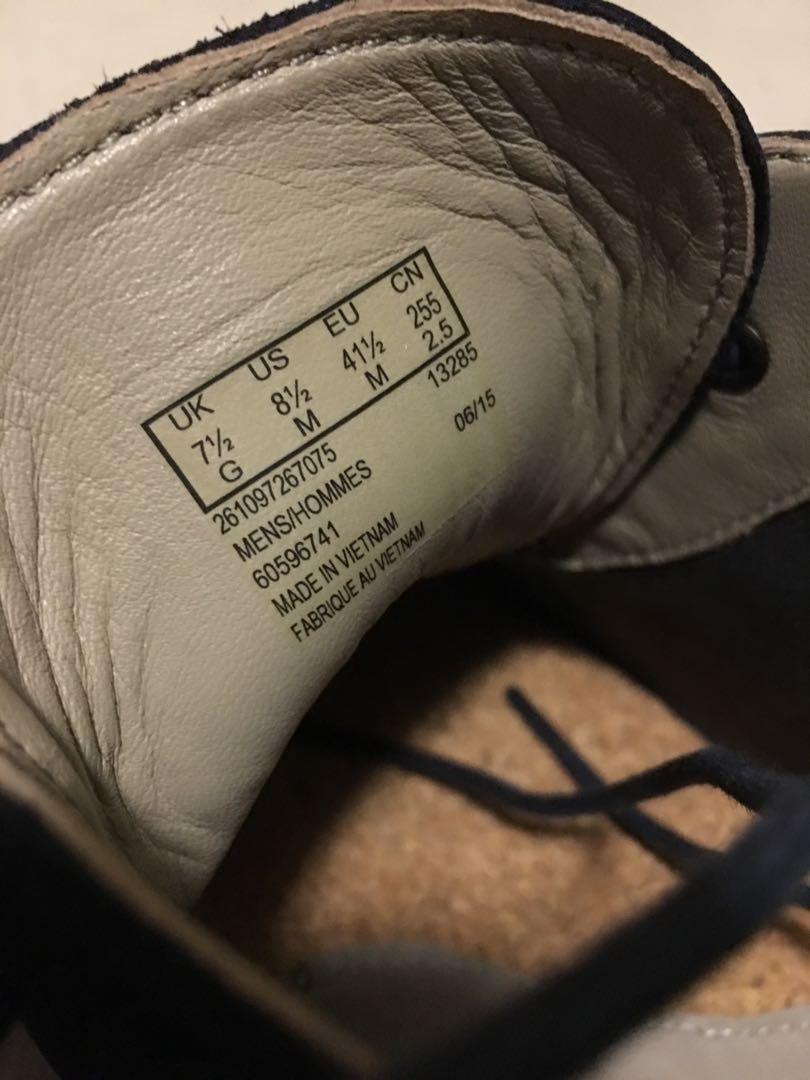 UK US EU CN
7½ 8½ 41½ 255
G M M 2.5
261097267075 13285
MENS/HOMMES 06/15
60596741
MADE IN VIETNAM
FABRIQUE AU VIETNAM